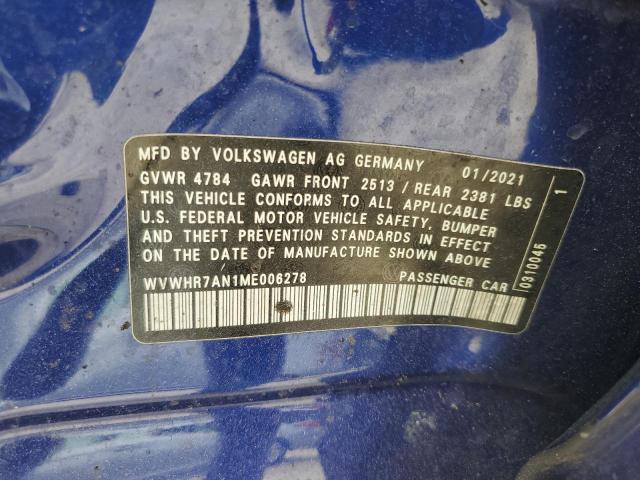 MFD BY VOLKSWAGEN AG GERMANY 01/2021
GVWR 4784 GAWR FRONT 2513 / REAR 2381 LBS
THIS VEHICLE CONFORMS TO ALL APPLICABLE
U.S. FEDERAL MOTOR VEHICLE SAFETY, BUMPER
AND THEFT PREVENTION STANDARDS IN EFFECT
ON THE DATE OF MANUFACTURE SHOWN ABOVE
WVWHR7AN1ME006278 PASSENGER CAR
0310045 1